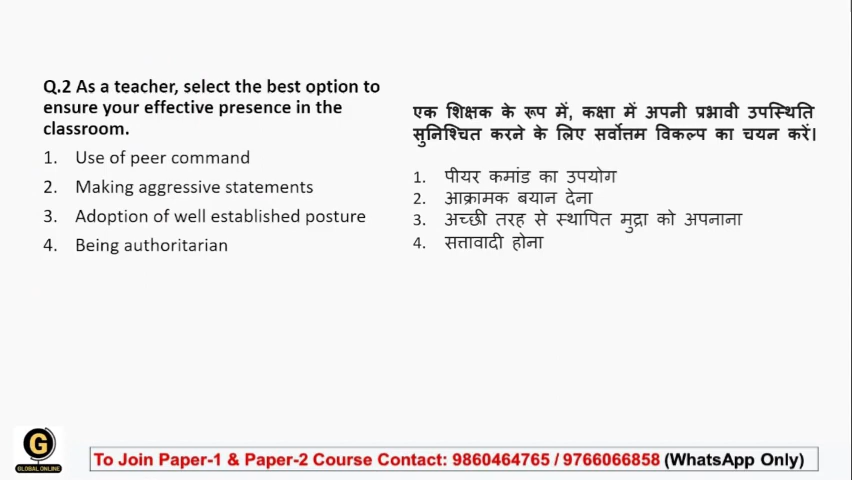 Q.2 As a teacher, select the best option to
ensure your effective presence in the
classroom.
1. Use of peer command
2. Making aggressive statements
3. Adoption of well established posture
4. Being authoritarian
एक शिक्षक के रूप में, कक्षा में अपनी प्रभावी उपस्थिति
सुनिश्चित करने के लिए सर्वोत्तम विकल्प का चयन करें।
1. पीयर कमांड का उपयोग
2. आक्रामक बयान देना
3. अच्छी तरह से स्थापित मुद्रा को अपनाना
4. सत्तावादी होना
G
GLOBAL ONLINE
To Join Paper-1 & Paper-2 Course Contact: 9860464765 / 9766066858 (WhatsApp Only)